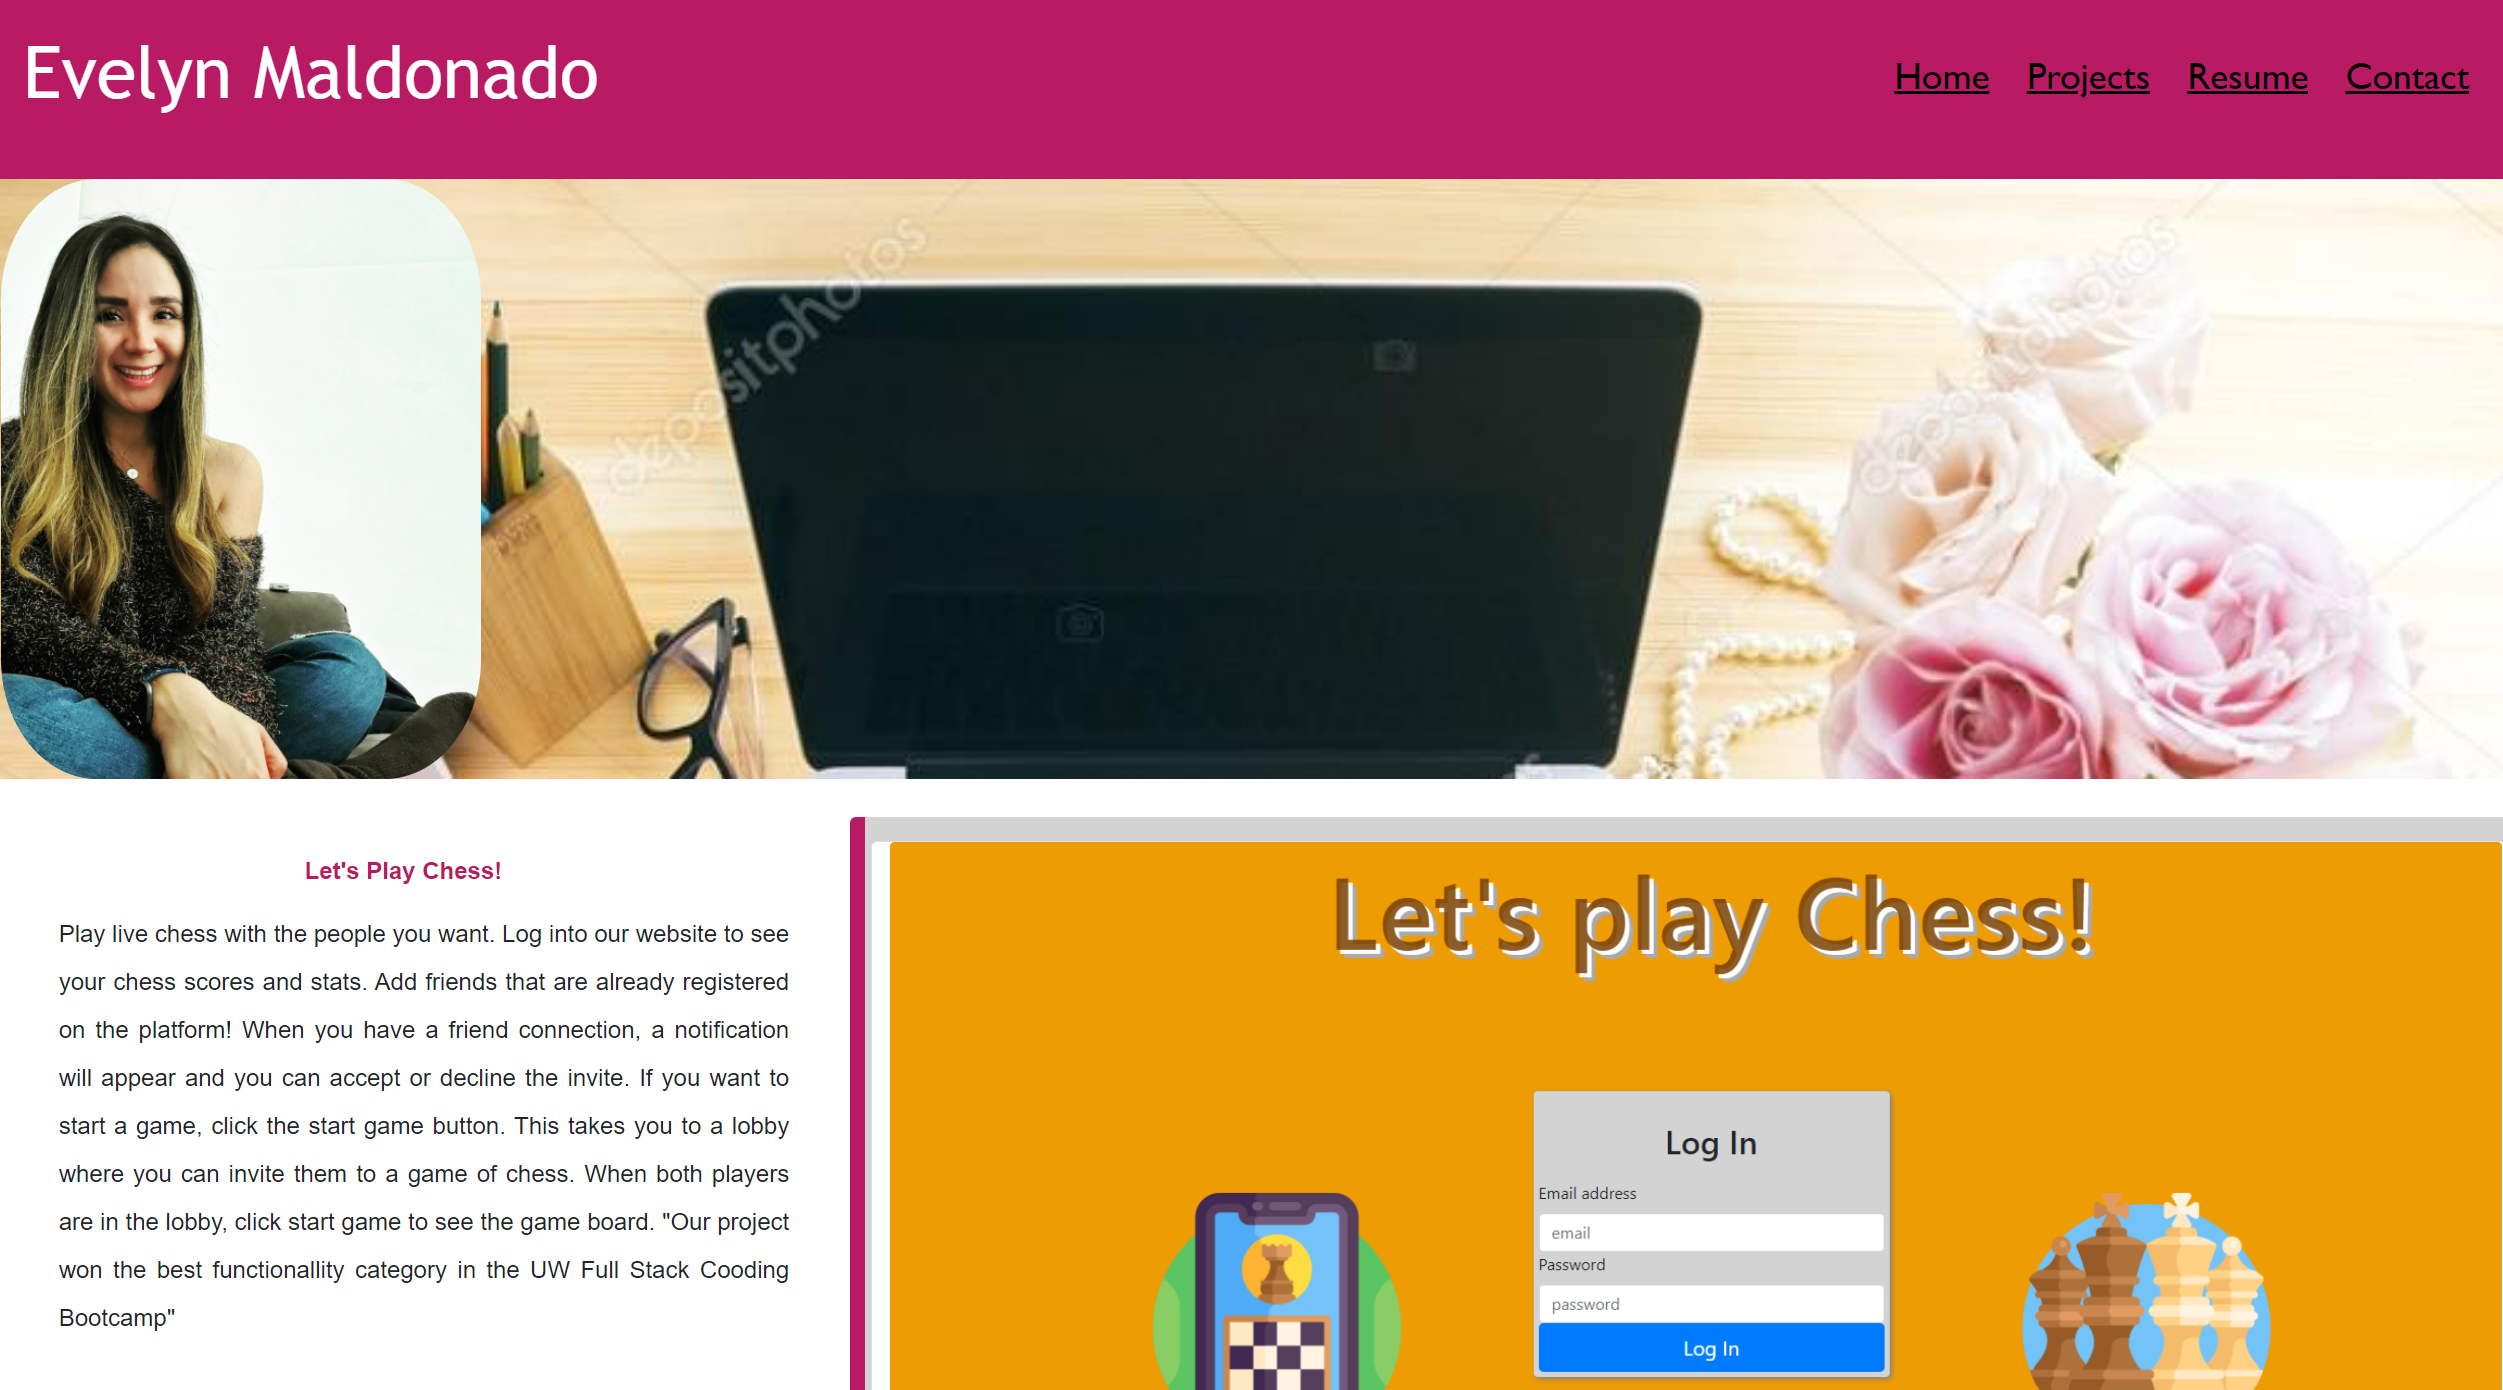 Evelyn Maldonado
Home Projects Resume Contact
depositphotos
depositphotos
Let's Play Chess!
Play live chess with the people you want. Log into our website to see
your chess scores and stats. Add friends that are already registered
on the platform! When you have a friend connection, a notification
will appear and you can accept or decline the invite. If you want to
start a game, click the start game button. This takes you to a lobby
where you can invite them to a game of chess. When both players
are in the lobby, click start game to see the game board. "Our project
won the best functionallity category in the UW Full Stack Cooding
Bootcamp"
Let's play Chess!
Log In
Email address
email
Password
password
Log In